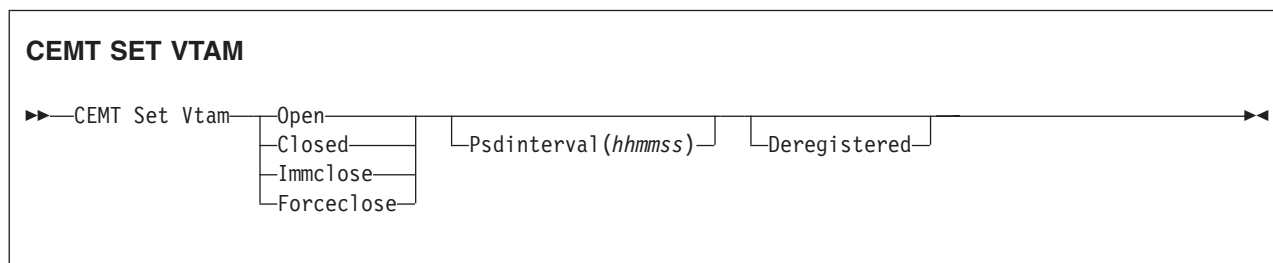 CEMT SET VTAM
CEMT Set Vtam Open
Closed Psdinterval(hhmmss) Deregistered
Immclose
Forceclose